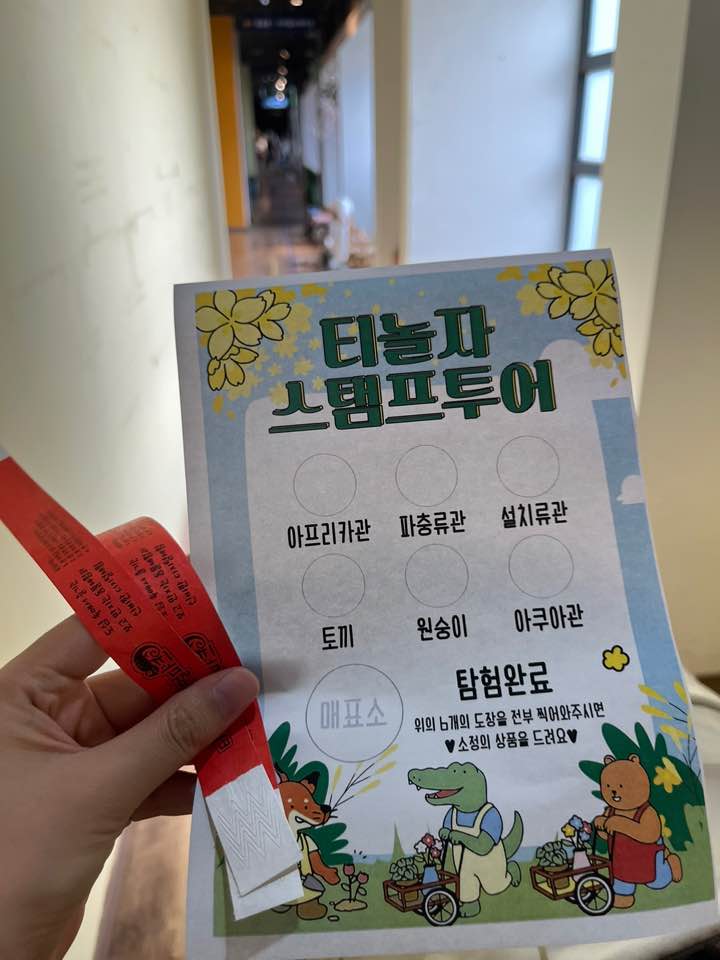 티놀자
스탬프투어
아프리카관 파충류관 설치류관
토끼 원숭이 아쿠아관
매표소
탐험완료
위의 6개의 도장을 전부 찍어와주시면
♥소정의 상품을 드려요♥